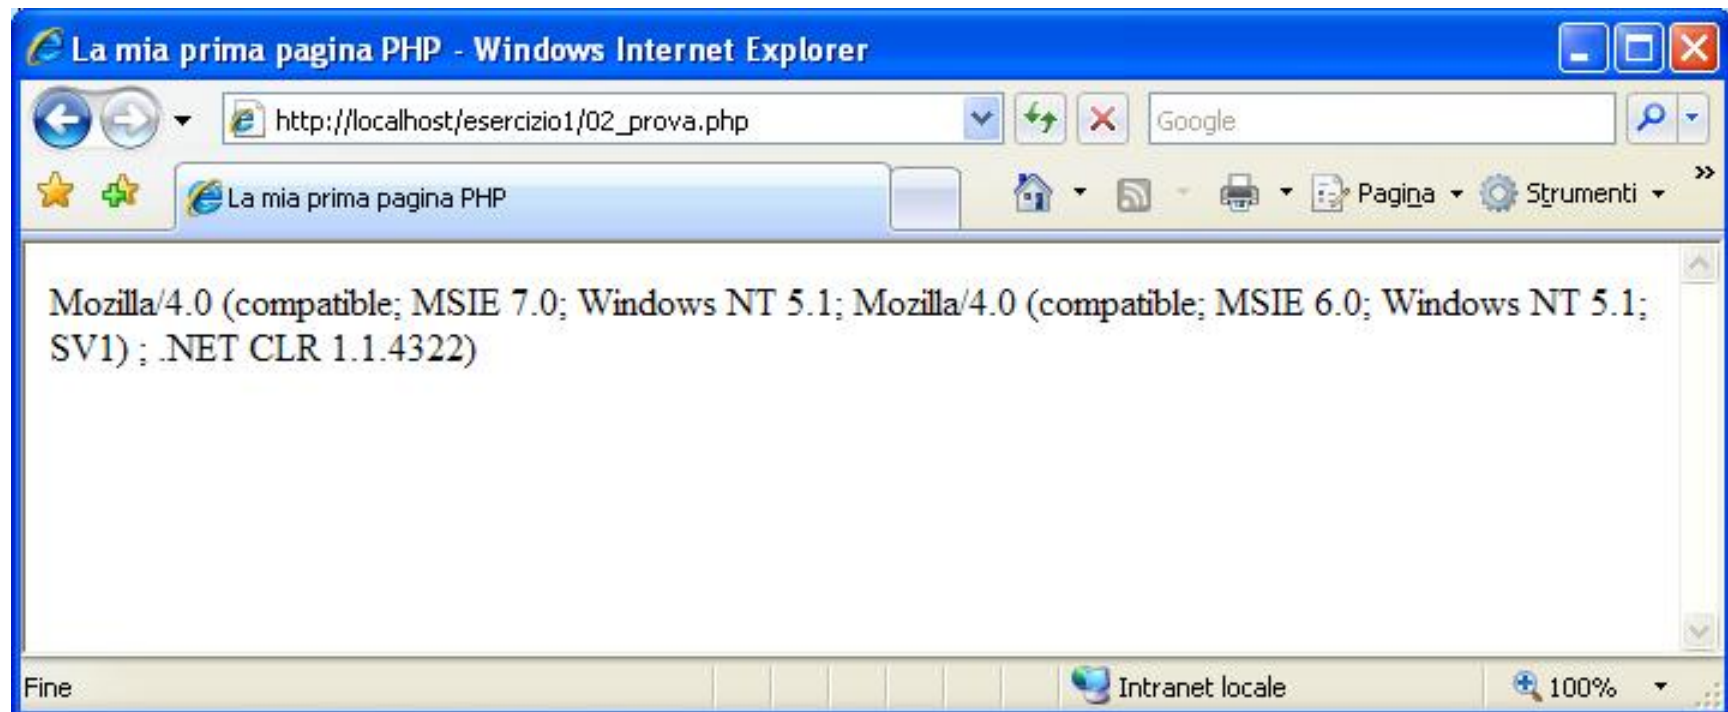 La mia prima pagina PHP - Windows Internet Explorer
http://localhost/esercizio1/02_prova.php
Google
La mia prima pagina PHP
Pagina
Strumenti
Mozilla/4.0 (compatible; MSIE 7.0; Windows NT 5.1; Mozilla/4.0 (compatible; MSIE 6.0; Windows NT 5.1;
SV1) ; .NET CLR 1.1.4322)
Fine
Intranet locale
100%